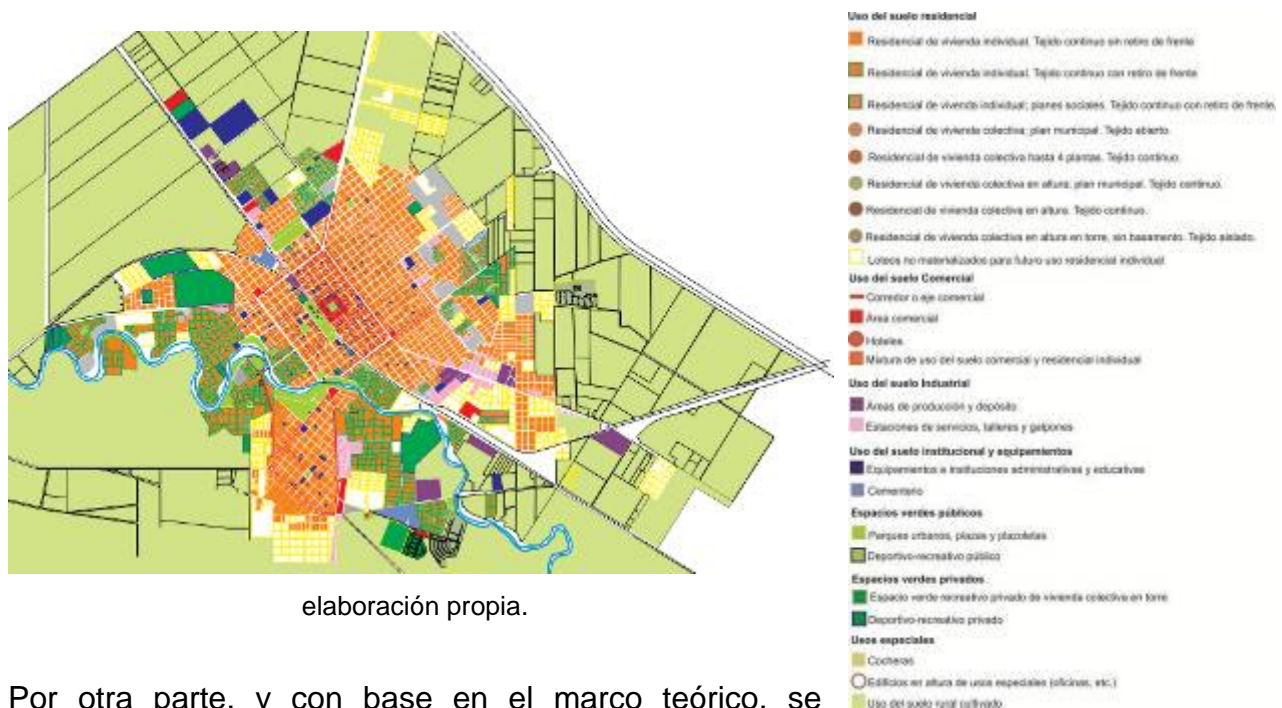 Uso del suelo residencial
Residencial de vivienda individual. Tejido continuo sin retiro de frente
Residencial de vivienda individual. Tejido continuo con retiro de frente
Residencial de vivienda individual; planes sociales. Tejido continuo con retiro de frente.
Residencial de vivienda colectiva; plan municipal. Tejido abierto.
Residencial de vivienda colectiva hasta 4 plantas. Tejido continuo.
Residencial de vivienda colectiva en altura; plan municipal. Tejido continuo.
Residencial de vivienda colectiva en altura. Tejido continuo.
Residencial de vivienda colectiva en altura en torre, sin basamento. Tejido aislado.
Loteos no materializados para futuro uso residencial individual
Uso del suelo Comercial
Corredor o eje comercial
Área comercial
Hoteles
Mixtura de uso del suelo comercial y residencial individual
Uso del suelo Industrial
Áreas de producción y depósito
Estaciones de servicios, talleres y galpones
Uso del suelo institucional y equipamientos
Equipamientos e instituciones administrativas y educativas
Cementerio
Espacios verdes públicos
Parques urbanos, plazas y plazoletas
Deportivo-recreativo público
Espacios verdes privados
Espacio verde recreativo privado de vivienda colectiva en torre
Deportivo-recreativo privado
Usos especiales
Cocheras
Edificios en altura de usos especiales (oficinas, etc.)
Uso del suelo rural cultivado
elaboración propia.
Por otra parte, y con base en el marco teórico, se